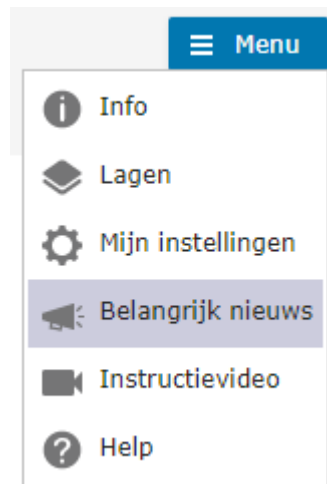 Menu
Info
Lagen
Mijn instellingen
Belangrijk nieuws
Instructievideo
Help